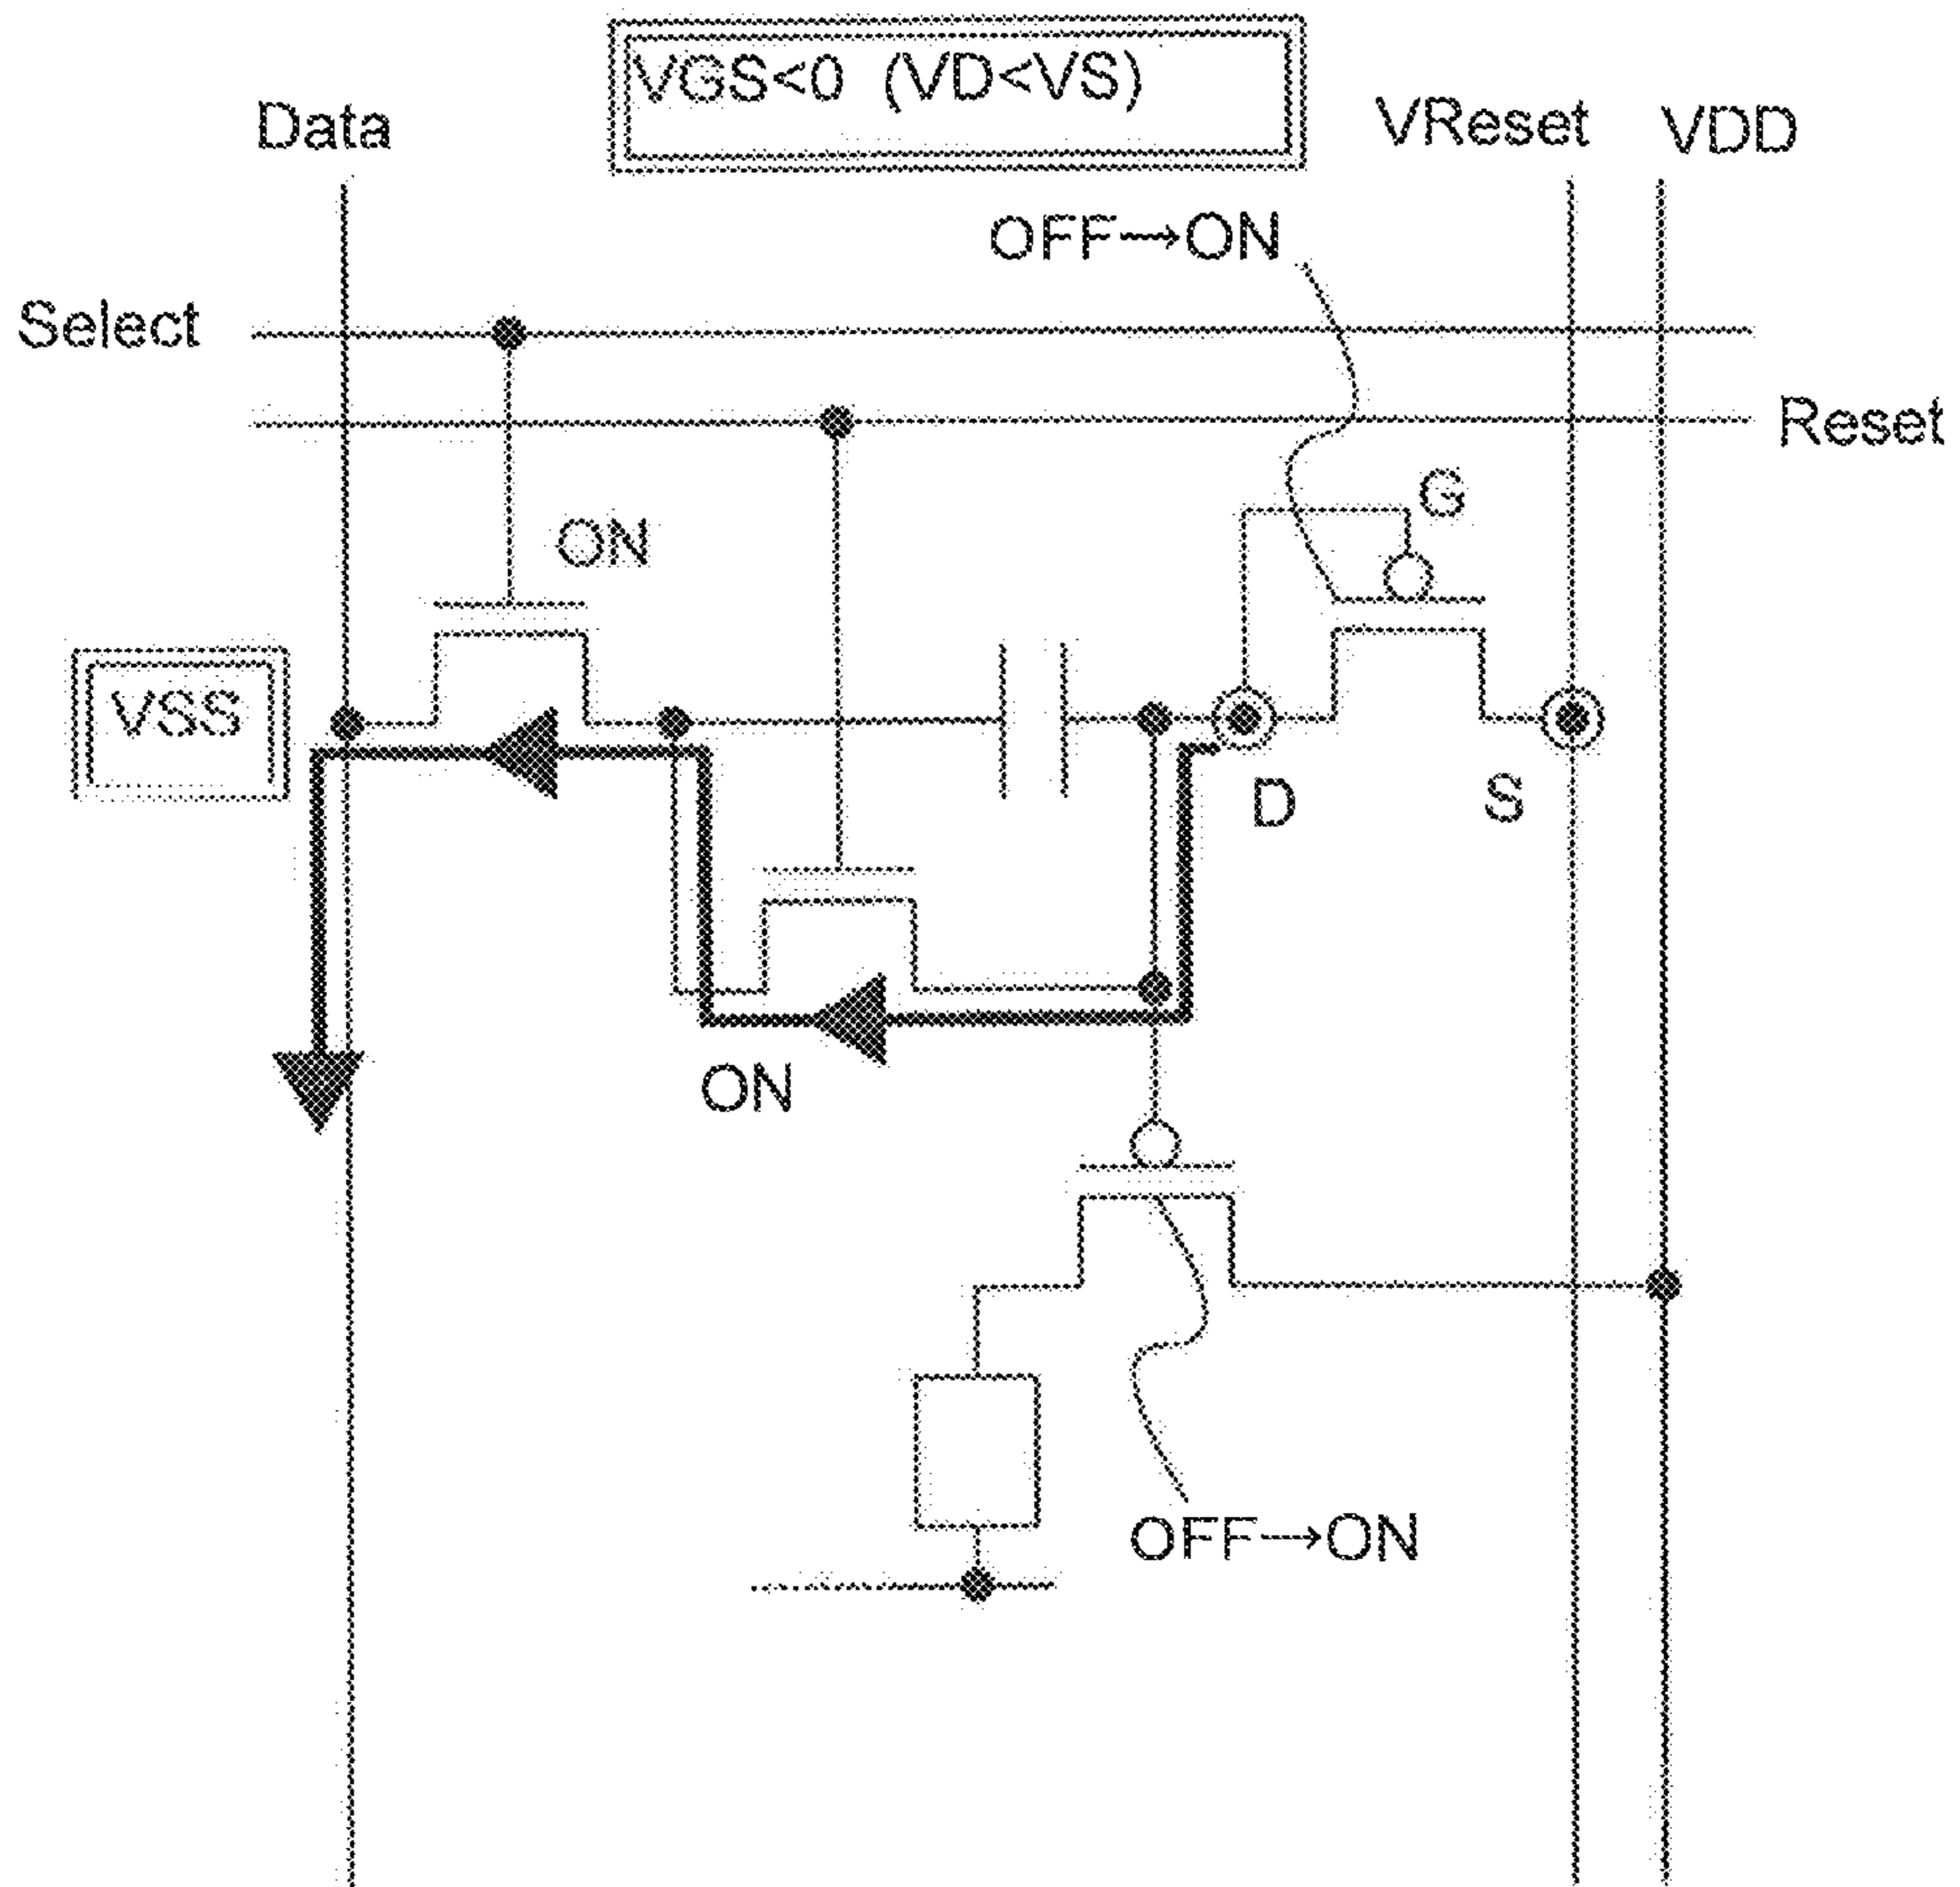 VGS<0 (VD<VS)
Data
VReset
VDD
OFF→ON
Select
Reset
G
ON
VSS
D
S
ON
OFF→ON